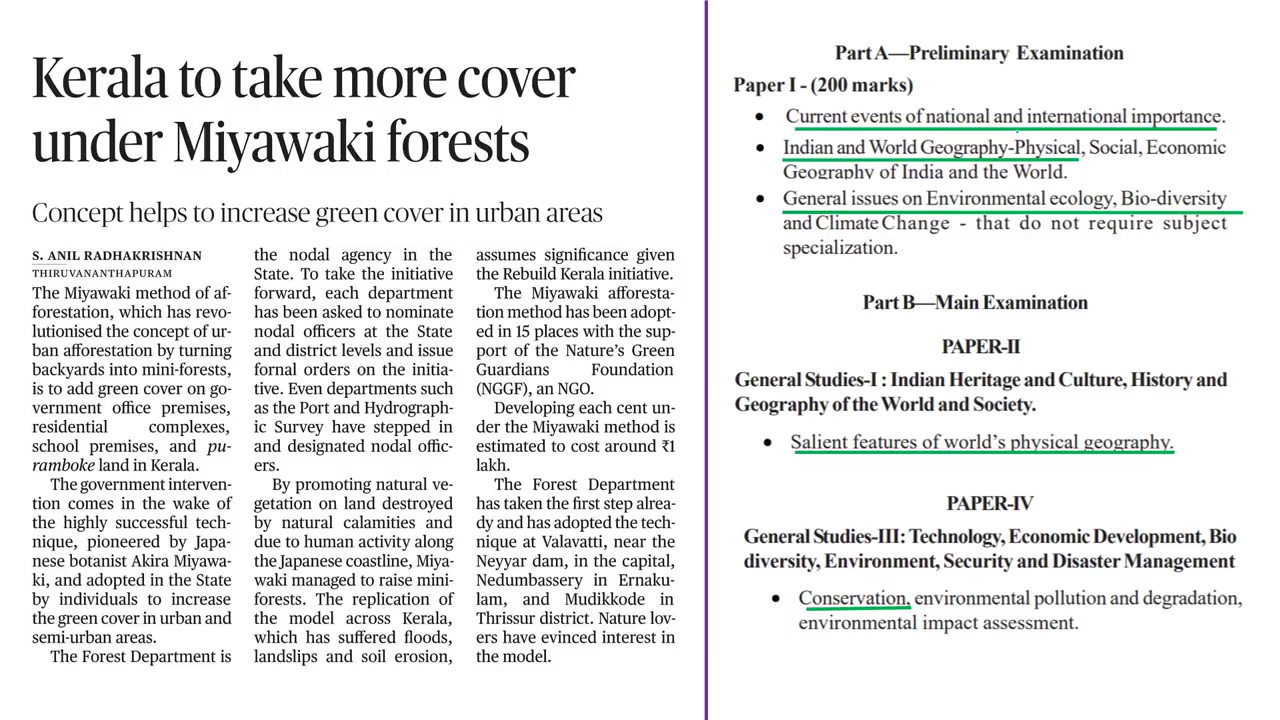 Kerala to take more cover
under Miyawaki forests
Concept helps to increase green cover in urban areas
S. ANIL RADHAKRISHNAN
THIRUVANANTHAPURAM
The Miyawaki method of af-
forestation, which has revo-
lutionised the concept of ur-
ban afforestation by turning
backyards into mini-forests,
is to add green cover on go-
vernment office premises,
residential complexes,
school premises, and pu-
ramboke land in Kerala.
The government interven-
tion comes in the wake of
the highly successful tech-
nique, pioneered by Japa-
nese botanist Akira Miyawa-
ki, and adopted in the State
by individuals to increase
the green cover in urban and
semi-urban areas.
The Forest Department is
the nodal agency in the
State. To take the initiative
forward, each department
has been asked to nominate
nodal officers at the State
and district levels and issue
fornal orders on the initia-
tive. Even departments such
as the Port and Hydrograph-
ic Survey have stepped in
and designated nodal offic-
ers.
By promoting natural ve-
getation on land destroyed
by natural calamities and
due to human activity along
the Japanese coastline, Miya-
waki managed to raise mini-
forests. The replication of
the model across Kerala,
which has suffered floods,
landslips and soil erosion,
assumes significance given
the Rebuild Kerala initiative.
The Miyawaki afforesta-
tion method has been adopt-
ed in 15 places with the sup-
port of the Nature's Green
Guardians Foundation
(NGGF), an NGO.
Developing each cent un-
der the Miyawaki method is
estimated to cost around ₹1
lakh.
The Forest Department
has taken the first step alrea-
dy and has adopted the tech-
nique at Valavatti, near the
Neyyar dam, in the capital,
Nedumbassery in Ernaku-
lam, and Mudikkode in
Thrissur district. Nature lov-
ers have evinced interest in
the model.
Part A—Preliminary Examination
Paper I - (200 marks)
• Current events of national and international importance.
• Indian and World Geography-Physical, Social, Economic
Geography of India and the World.
• General issues on Environmental ecology, Bio-diversity
and Climate Change - that do not require subject
specialization.
Part B—Main Examination
PAPER-II
General Studies-I : Indian Heritage and Culture, History and
Geography of the World and Society.
• Salient features of world's physical geography.
PAPER-IV
General Studies-III: Technology, Economic Development, Bio
diversity, Environment, Security and Disaster Management
• Conservation, environmental pollution and degradation,
environmental impact assessment.